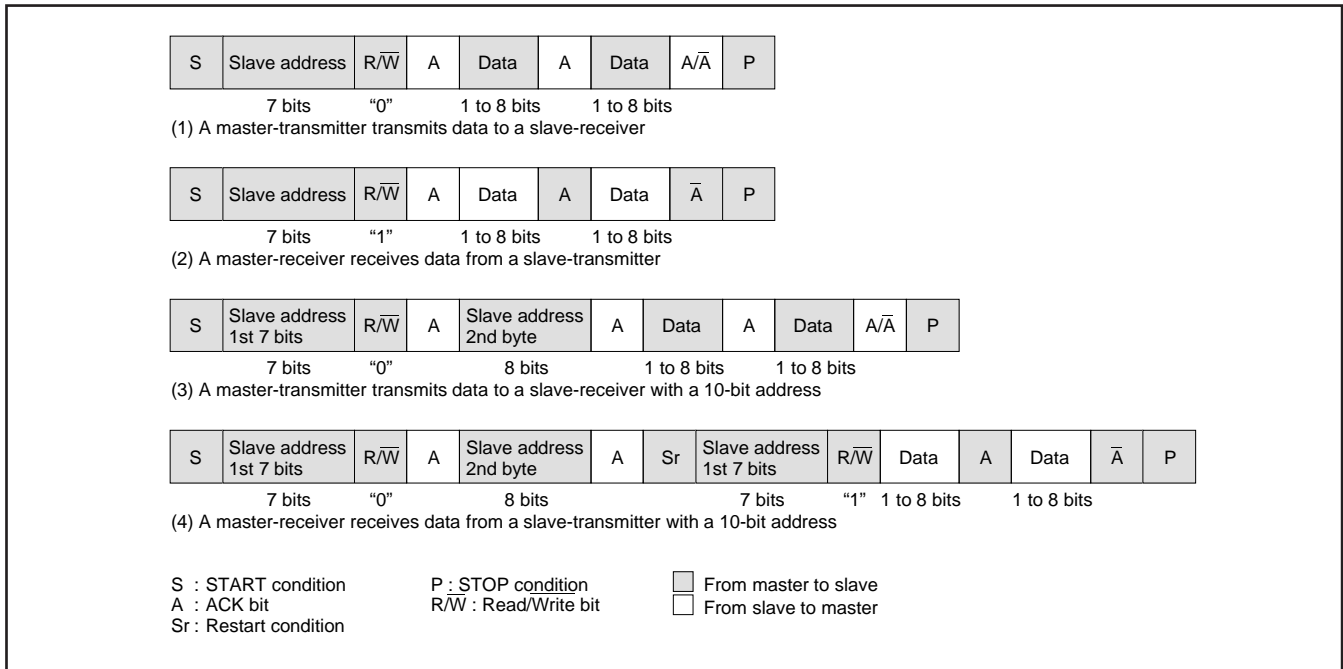 S Slave address R/W̅ A Data A Data A/A̅ P
7 bits “0” 1 to 8 bits 1 to 8 bits
(1) A master-transmitter transmits data to a slave-receiver
S Slave address R/W̅ A Data A Data A̅ P
7 bits “1” 1 to 8 bits 1 to 8 bits
(2) A master-receiver receives data from a slave-transmitter
S Slave address 1st 7 bits R/W̅ A Slave address 2nd byte A Data A Data A/A̅ P
7 bits “0” 8 bits 1 to 8 bits 1 to 8 bits
(3) A master-transmitter transmits data to a slave-receiver with a 10-bit address
S Slave address 1st 7 bits R/W̅ A Slave address 2nd byte A Sr Slave address 1st 7 bits R/W̅ Data A Data A̅ P
7 bits “0” 8 bits 7 bits “1” 1 to 8 bits 1 to 8 bits
(4) A master-receiver receives data from a slave-transmitter with a 10-bit address
S : START condition P : STOP condition From master to slave
A : ACK bit R/W̅ : Read/W̅r̅i̅t̅e̅ bit From slave to master
Sr : Restart condition